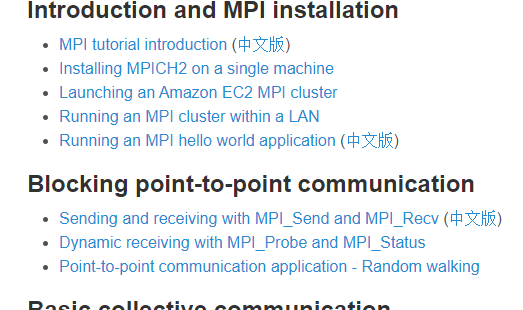 Introduction and MPI installation
MPI tutorial introduction (中文版)
Installing MPICH2 on a single machine
Launching an Amazon EC2 MPI cluster
Running an MPI cluster within a LAN
Running an MPI hello world application (中文版)
Blocking point-to-point communication
Sending and receiving with MPI_Send and MPI_Recv (中文版)
Dynamic receiving with MPI_Probe and MPI_Status
Point-to-point communication application - Random walking
Basic collective communication